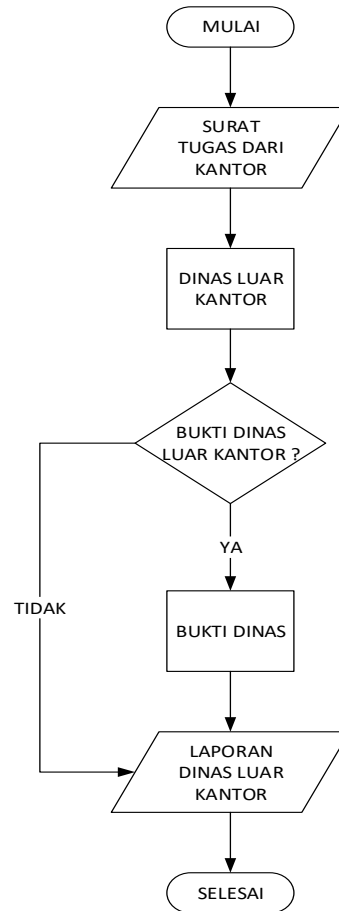 MULAI
SURAT
TUGAS DARI
KANTOR
DINAS LUAR
KANTOR
BUKTI DINAS
LUAR KANTOR ?
YA
TIDAK
BUKTI DINAS
LAPORAN
DINAS LUAR
KANTOR
SELESAI